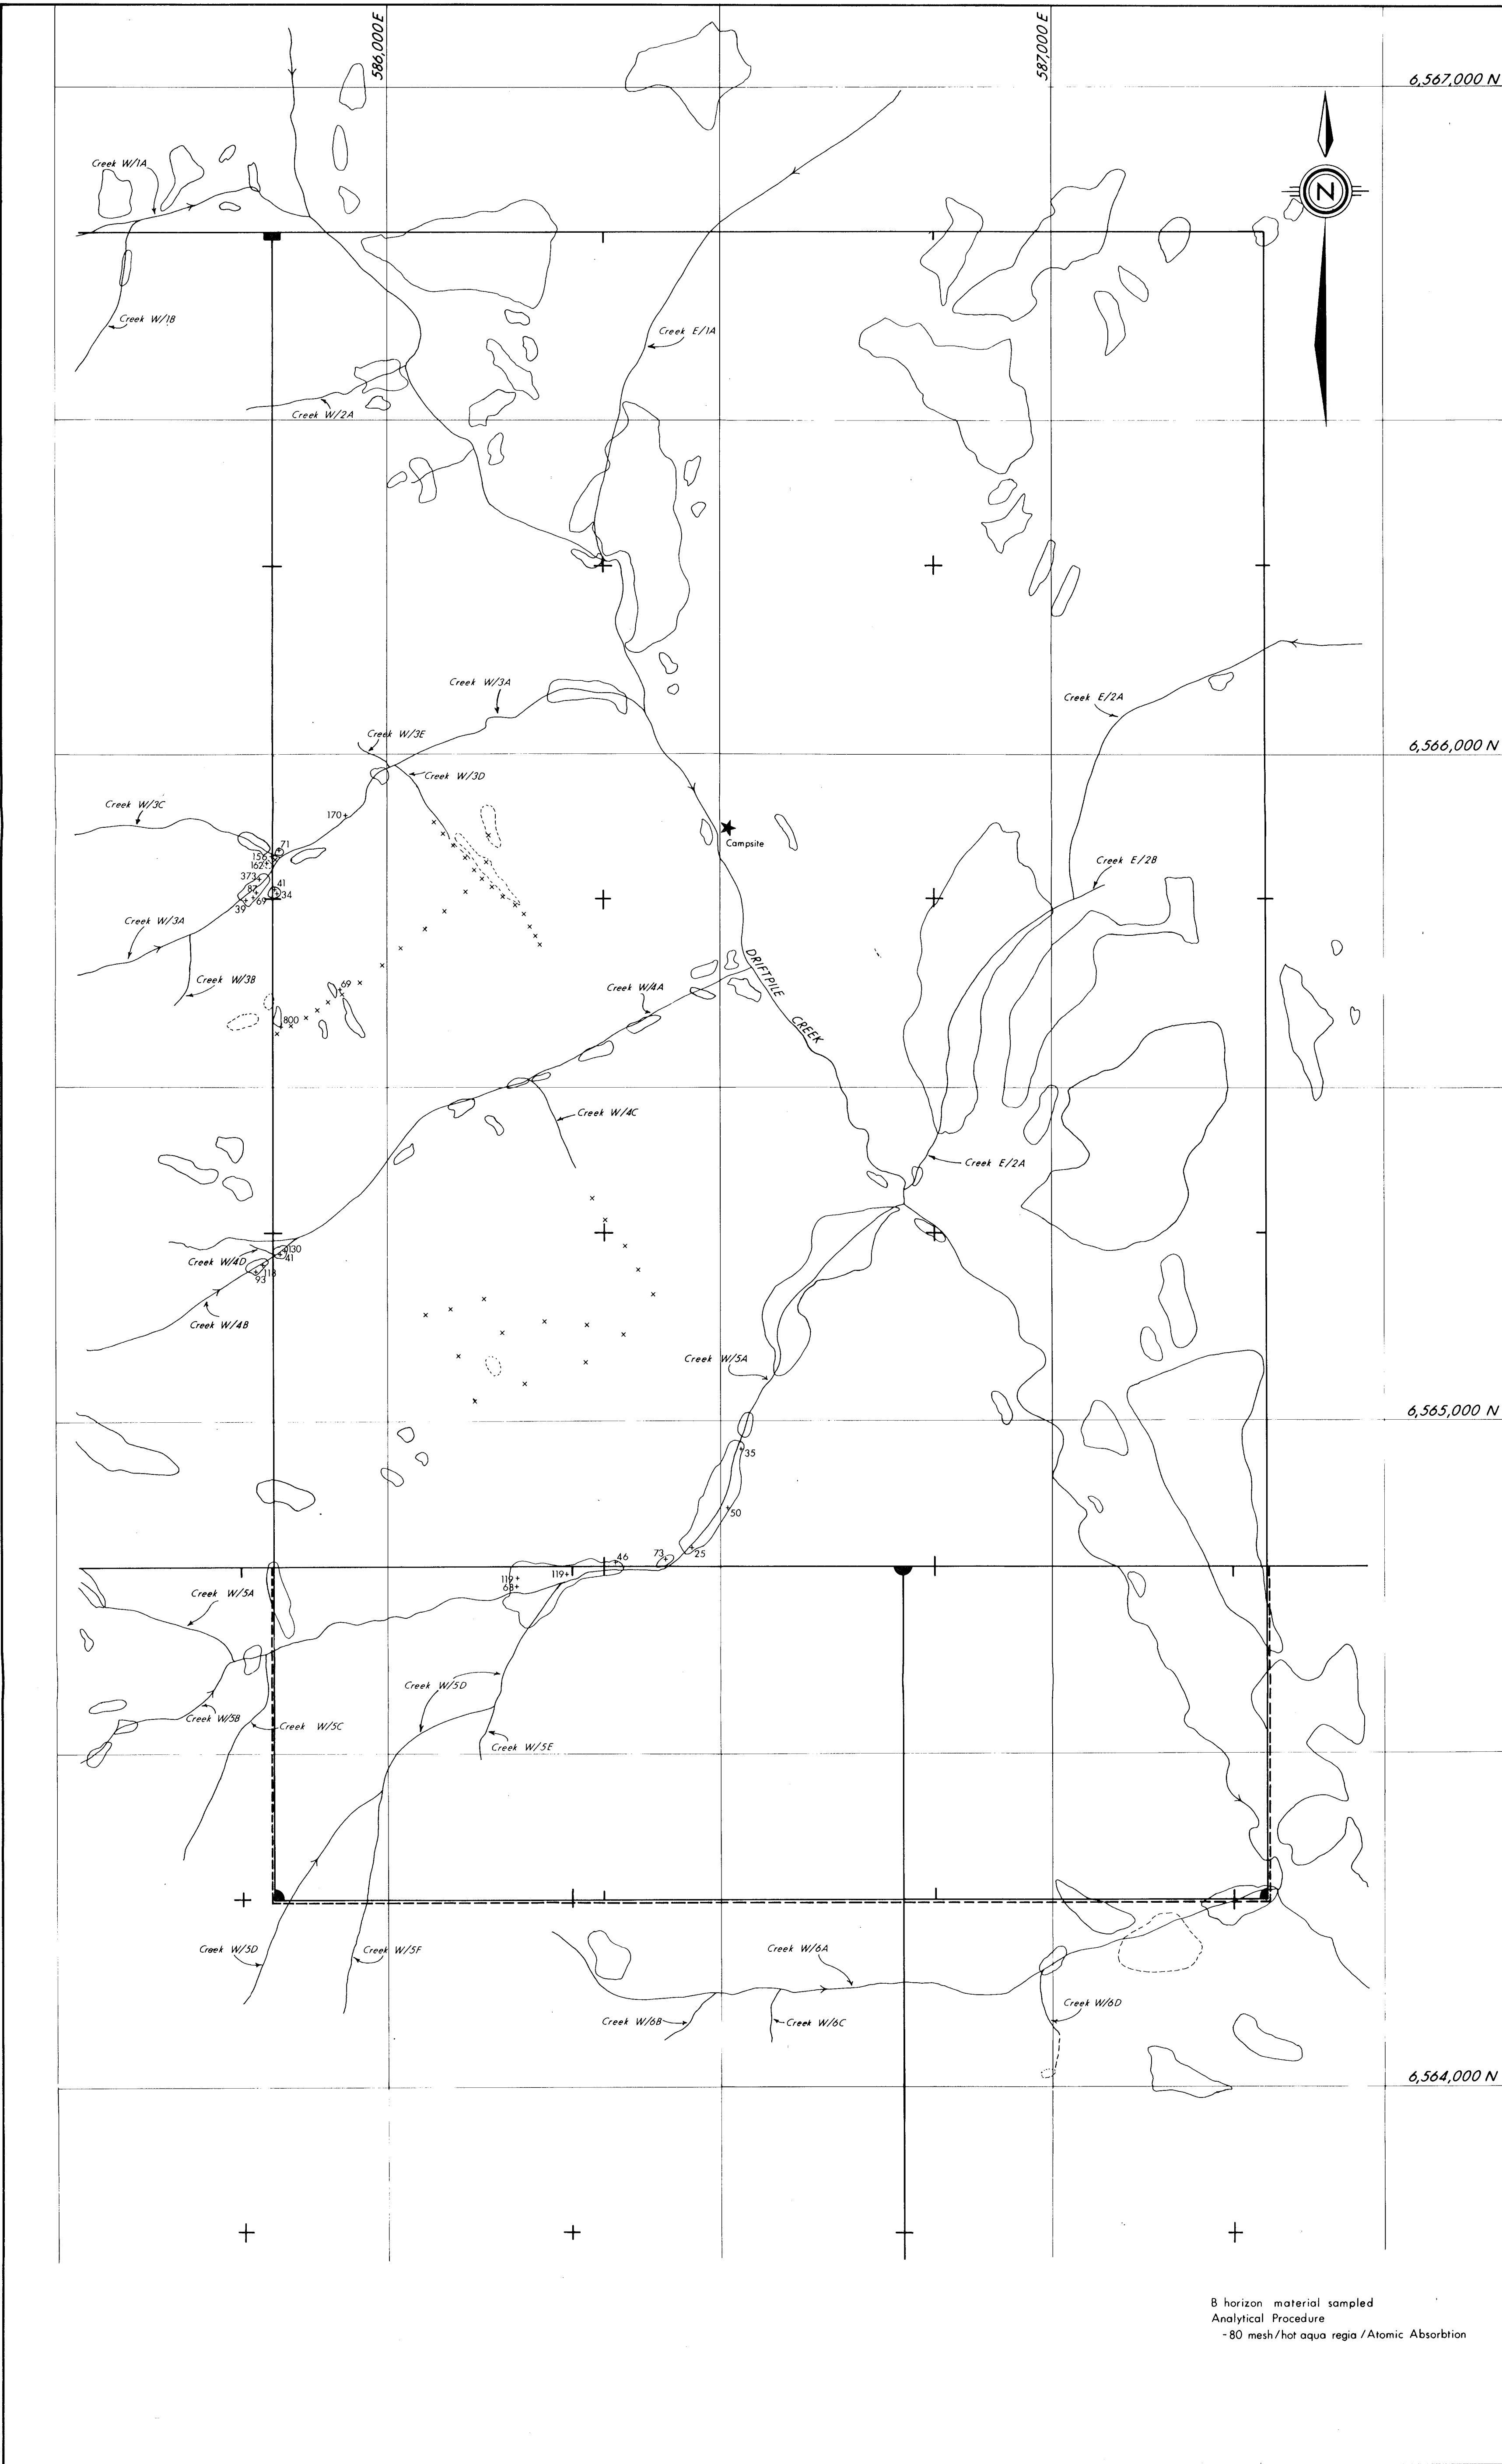 586,000 E
587,000 E
6,567,000 N
N
Creek W/1A
Creek W/1B
Creek E/1A
Creek W/2A
Creek W/3A
Creek E/2A
Creek W/3E
6,566,000 N
Creek W/3D
Creek W/3C
170
Campsite
71
156
162
373
Creek E/2B
87
41
34
39
69
Creek W/3A
DRIFTPILE CREEK
Creek W/3B
69
Creek W/4A
800
Creek W/4C
Creek E/2A
130
41
Creek W/4D
118
93
Creek W/4B
Creek W/5A
6,565,000 N
35
50
25
73
46
119
119
68
Creek W/5A
Creek W/5D
Creek W/5B
Creek W/5C
Creek W/5E
Creek W/5D
Creek W/5F
Creek W/6A
Creek W/6B
Creek W/6C
Creek W/6D
6,564,000 N
B horizon material sampled
Analytical Procedure
-80 mesh/hot aqua regia/Atomic Absorbtion